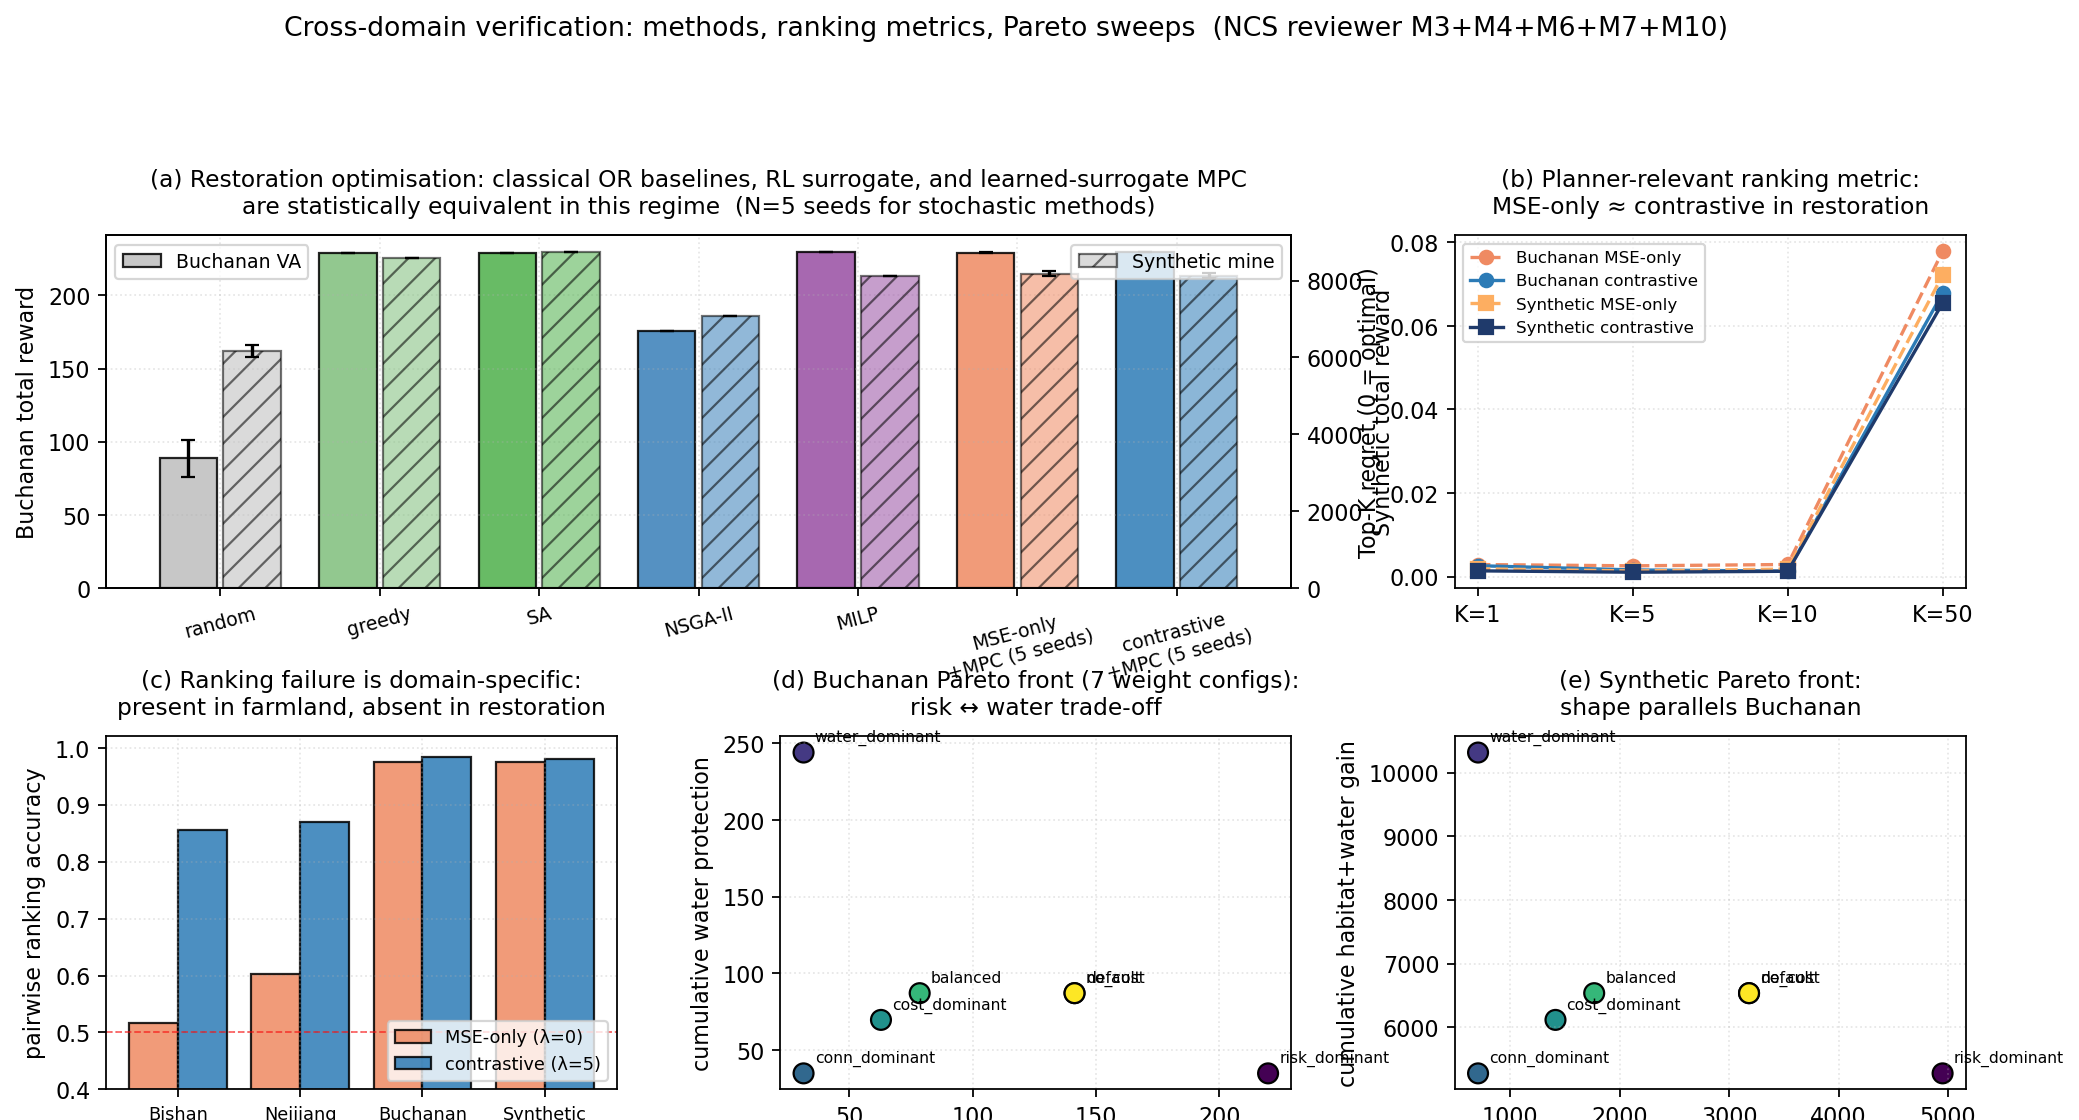 Cross-domain verification: methods, ranking metrics, Pareto sweeps  (NCS reviewer M3+M4+M6+M7+M10)
(a) Restoration optimisation: classical OR baselines, RL surrogate, and learned-surrogate MPC
are statistically equivalent in this regime  (N=5 seeds for stochastic methods)
Buchanan VA
Synthetic mine
Buchanan total reward
200
150
100
50
0
8000
6000
4000
2000
0
Synthetic total reward
random
greedy
SA
NSGA-II
MILP
MSE-only
+MPC (5 seeds)
contrastive
+MPC (5 seeds)
(b) Planner-relevant ranking metric:
MSE-only ≈ contrastive in restoration
Buchanan MSE-only
Buchanan contrastive
Synthetic MSE-only
Synthetic contrastive
Top-K regret (0 = optimal)
0.08
0.06
0.04
0.02
0.00
K=1
K=5
K=10
K=50
(c) Ranking failure is domain-specific:
present in farmland, absent in restoration
pairwise ranking accuracy
1.0
0.9
0.8
0.7
0.6
0.5
0.4
MSE-only (λ=0)
contrastive (λ=5)
Bishan
Neijiang
Buchanan
Synthetic
(d) Buchanan Pareto front (7 weight configs):
risk ↔ water trade-off
cumulative water protection
250
200
150
100
50
water_dominant
balanced
cost_dominant
conn_dominant
risk_dominant
50
100
150
200
(e) Synthetic Pareto front:
shape parallels Buchanan
cumulative habitat+water gain
10000
9000
8000
7000
6000
water_dominant
balanced
cost_dominant
conn_dominant
risk_dominant
1000
2000
3000
4000
5000